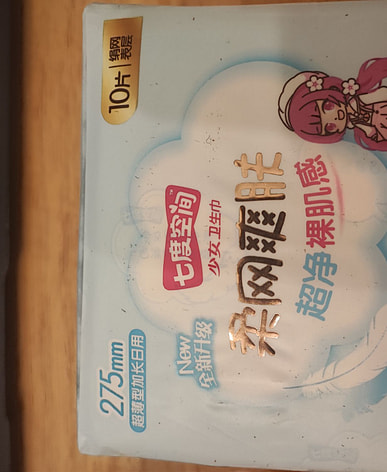 10片
绢网
表层
七度空间
少女卫生巾
柔网爽肤
超净裸肌感
New
全新升级
275mm
超薄型加长日用